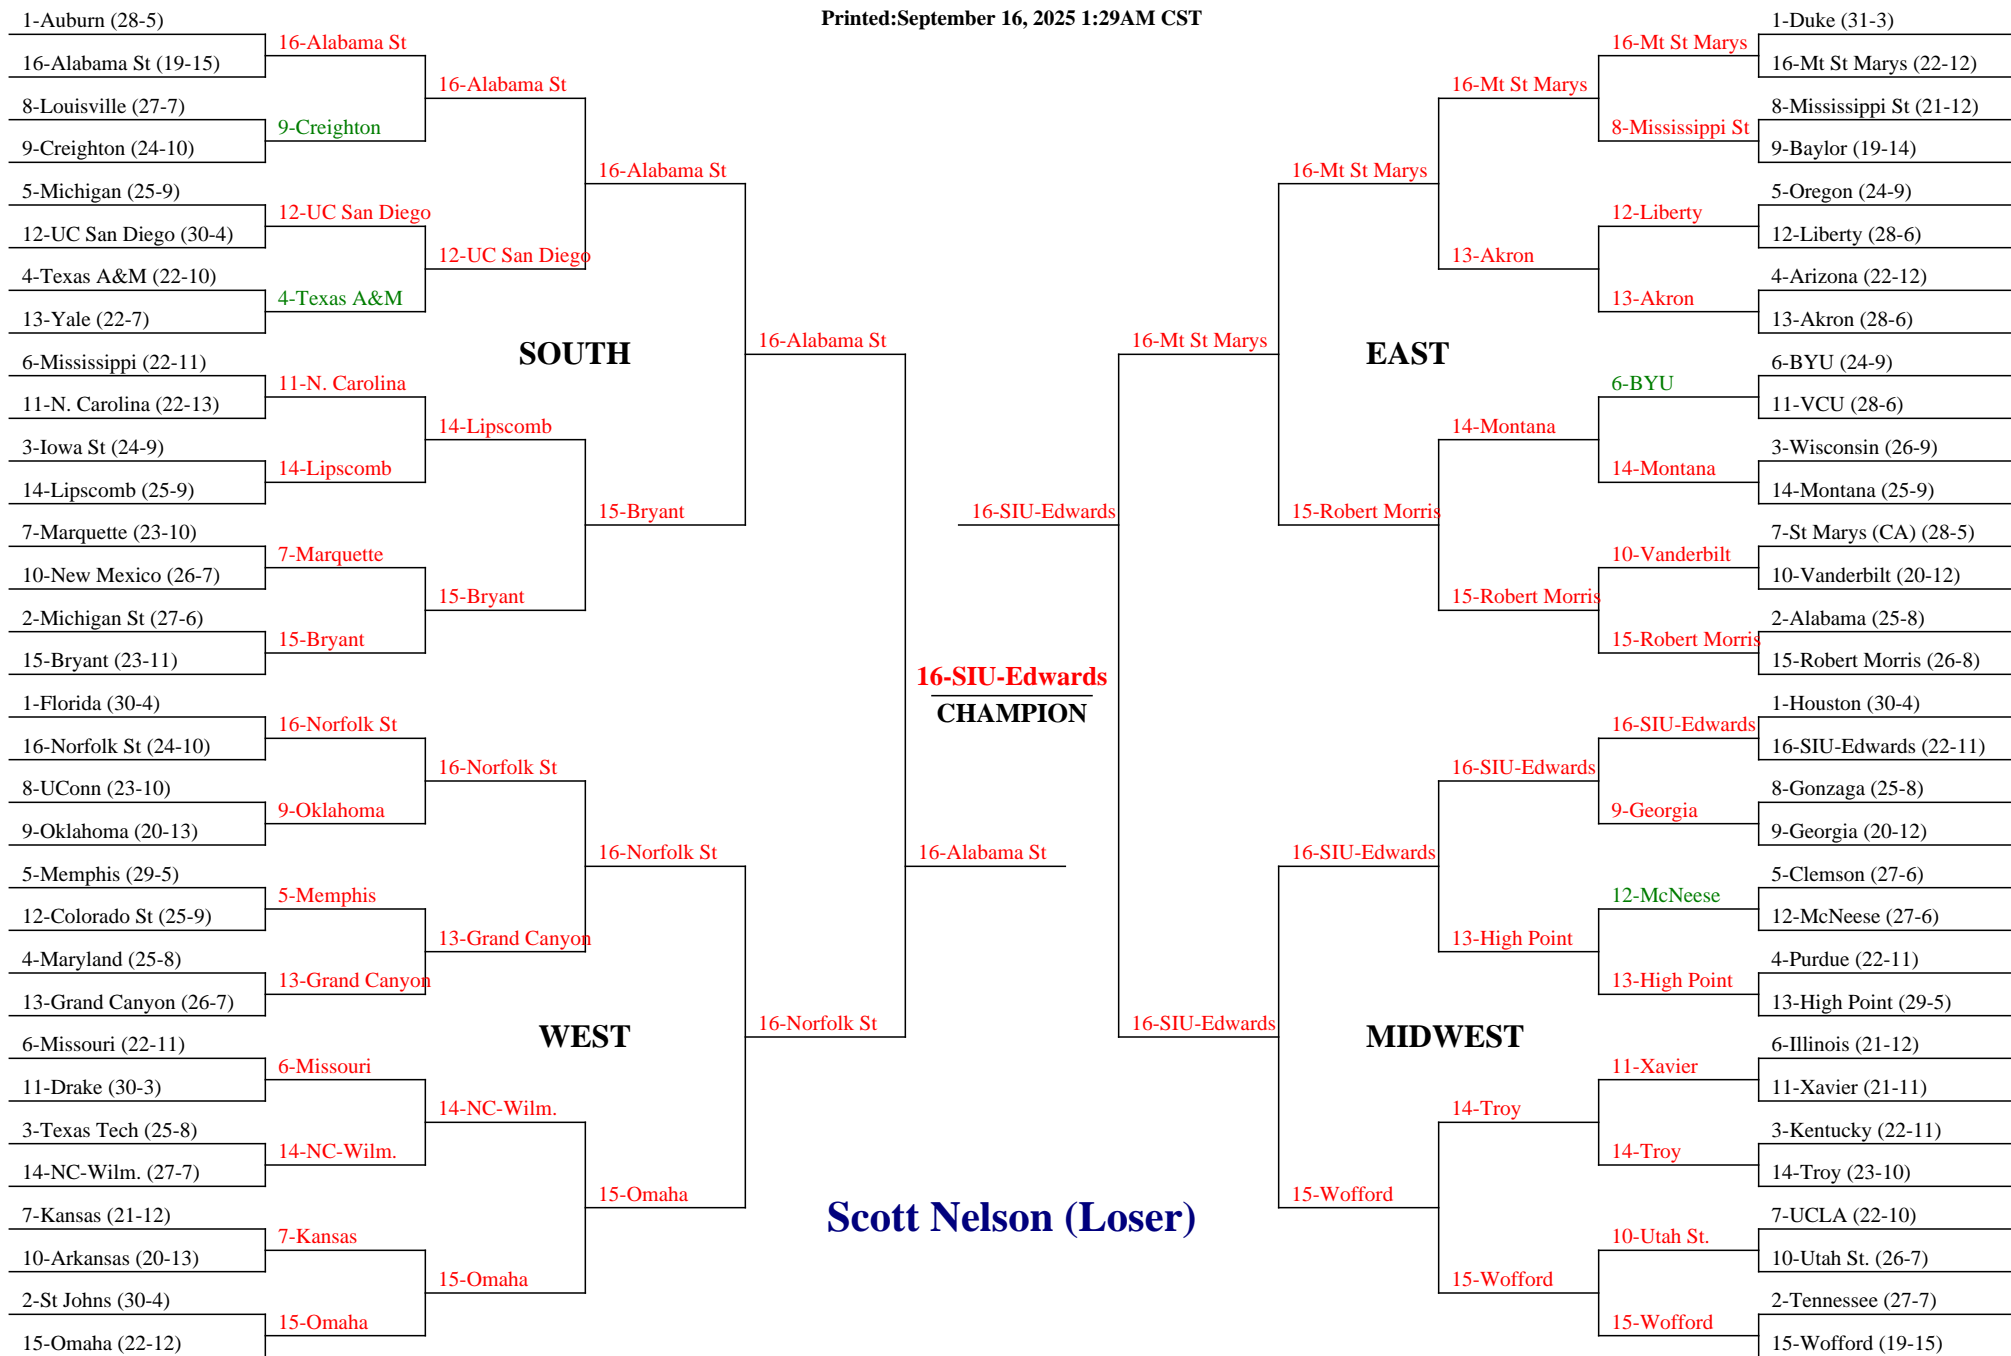 Printed:September 16, 2025 1:29AM CST
1-Auburn (28-5)
16-Alabama St (19-15)
8-Louisville (27-7)
9-Creighton (24-10)
5-Michigan (25-9)
12-UC San Diego (30-4)
4-Texas A&M (22-10)
13-Yale (22-7)
6-Mississippi (22-11)
11-N. Carolina (22-13)
3-Iowa St (24-9)
14-Lipscomb (25-9)
7-Marquette (23-10)
10-New Mexico (26-7)
2-Michigan St (27-6)
15-Bryant (23-11)
1-Florida (30-4)
16-Norfolk St (24-10)
8-UConn (23-10)
9-Oklahoma (20-13)
5-Memphis (29-5)
12-Colorado St (25-9)
4-Maryland (25-8)
13-Grand Canyon (26-7)
6-Missouri (22-11)
11-Drake (30-3)
3-Texas Tech (25-8)
14-NC-Wilm. (27-7)
7-Kansas (21-12)
10-Arkansas (20-13)
2-St Johns (30-4)
15-Omaha (22-12)
16-Alabama St
9-Creighton
12-UC San Diego
4-Texas A&M
11-N. Carolina
14-Lipscomb
7-Marquette
15-Bryant
16-Norfolk St
9-Oklahoma
5-Memphis
13-Grand Canyon
6-Missouri
14-NC-Wilm.
7-Kansas
15-Omaha
16-Alabama St
12-UC San Diego
14-Lipscomb
15-Bryant
16-Norfolk St
13-Grand Canyon
14-NC-Wilm.
15-Omaha
16-Alabama St
15-Bryant
16-Norfolk St
15-Omaha
SOUTH
WEST
16-Alabama St
16-Norfolk St
16-SIU-Edwards
16-SIU-Edwards
CHAMPION
16-Alabama St
Scott Nelson (Loser)
16-Mt St Marys
16-SIU-Edwards
EAST
MIDWEST
16-Mt St Marys
15-Robert Morris
16-SIU-Edwards
15-Wofford
16-Mt St Marys
13-Akron
14-Montana
15-Robert Morris
16-SIU-Edwards
13-High Point
14-Troy
15-Wofford
16-Mt St Marys
8-Mississippi St
12-Liberty
13-Akron
6-BYU
14-Montana
10-Vanderbilt
15-Robert Morris
16-SIU-Edwards
9-Georgia
12-McNeese
13-High Point
11-Xavier
14-Troy
10-Utah St.
15-Wofford
1-Duke (31-3)
16-Mt St Marys (22-12)
8-Mississippi St (21-12)
9-Baylor (19-14)
5-Oregon (24-9)
12-Liberty (28-6)
4-Arizona (22-12)
13-Akron (28-6)
6-BYU (24-9)
11-VCU (28-6)
3-Wisconsin (26-9)
14-Montana (25-9)
7-St Marys (CA) (28-5)
10-Vanderbilt (20-12)
2-Alabama (25-8)
15-Robert Morris (26-8)
1-Houston (30-4)
16-SIU-Edwards (22-11)
8-Gonzaga (25-8)
9-Georgia (20-12)
5-Clemson (27-6)
12-McNeese (27-6)
4-Purdue (22-11)
13-High Point (29-5)
6-Illinois (21-12)
11-Xavier (21-11)
3-Kentucky (22-11)
14-Troy (23-10)
7-UCLA (22-10)
10-Utah St. (26-7)
2-Tennessee (27-7)
15-Wofford (19-15)